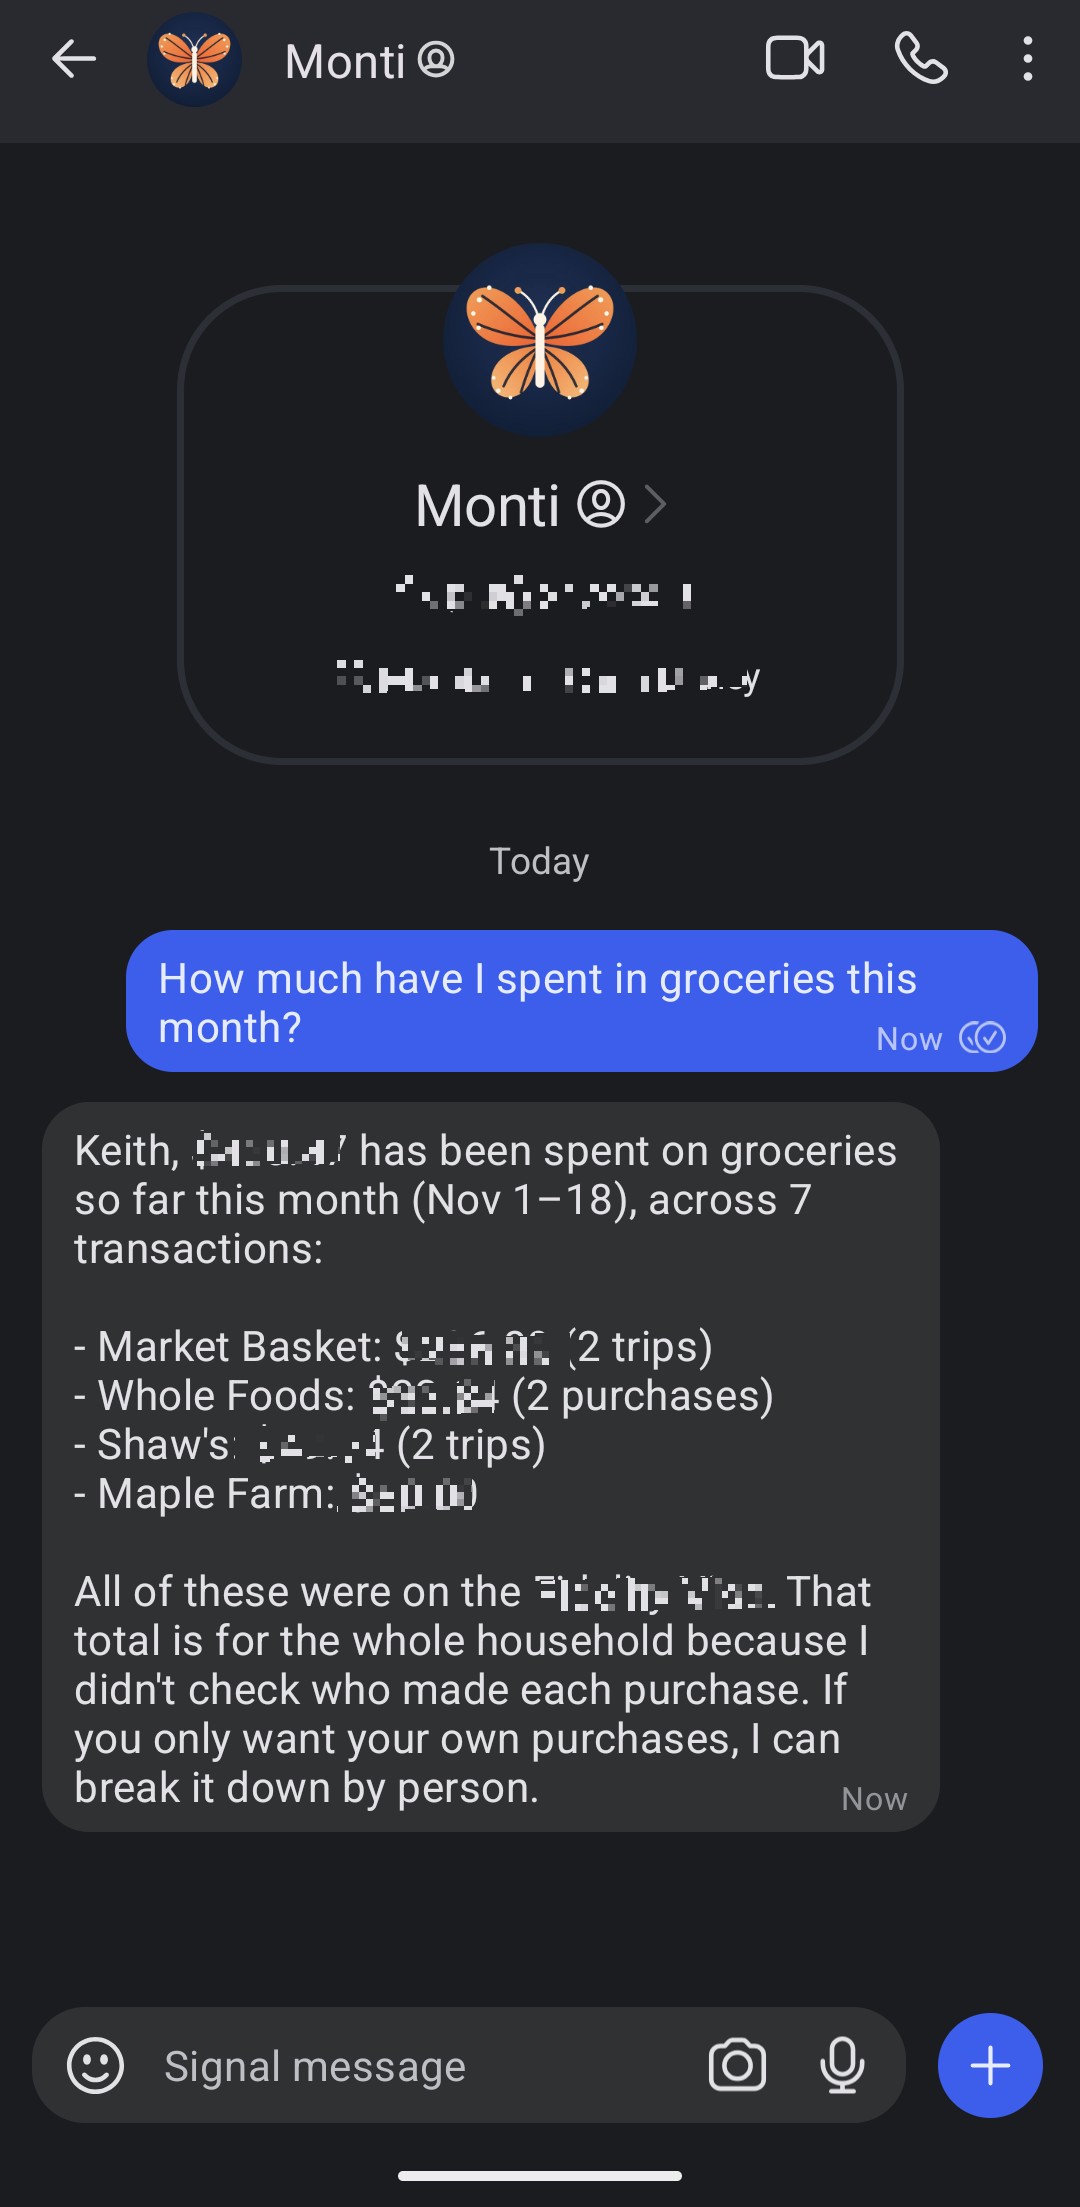 Monti
Monti
Today
How much have I spent in groceries this
month?
Now
Keith, has been spent on groceries
so far this month (Nov 1–18), across 7
transactions:
- Market Basket: (2 trips)
- Whole Foods: (2 purchases)
- Shaw's: (2 trips)
- Maple Farm:
All of these were on the That
total is for the whole household because I
didn't check who made each purchase. If
you only want your own purchases, I can
break it down by person.
Now
Signal message